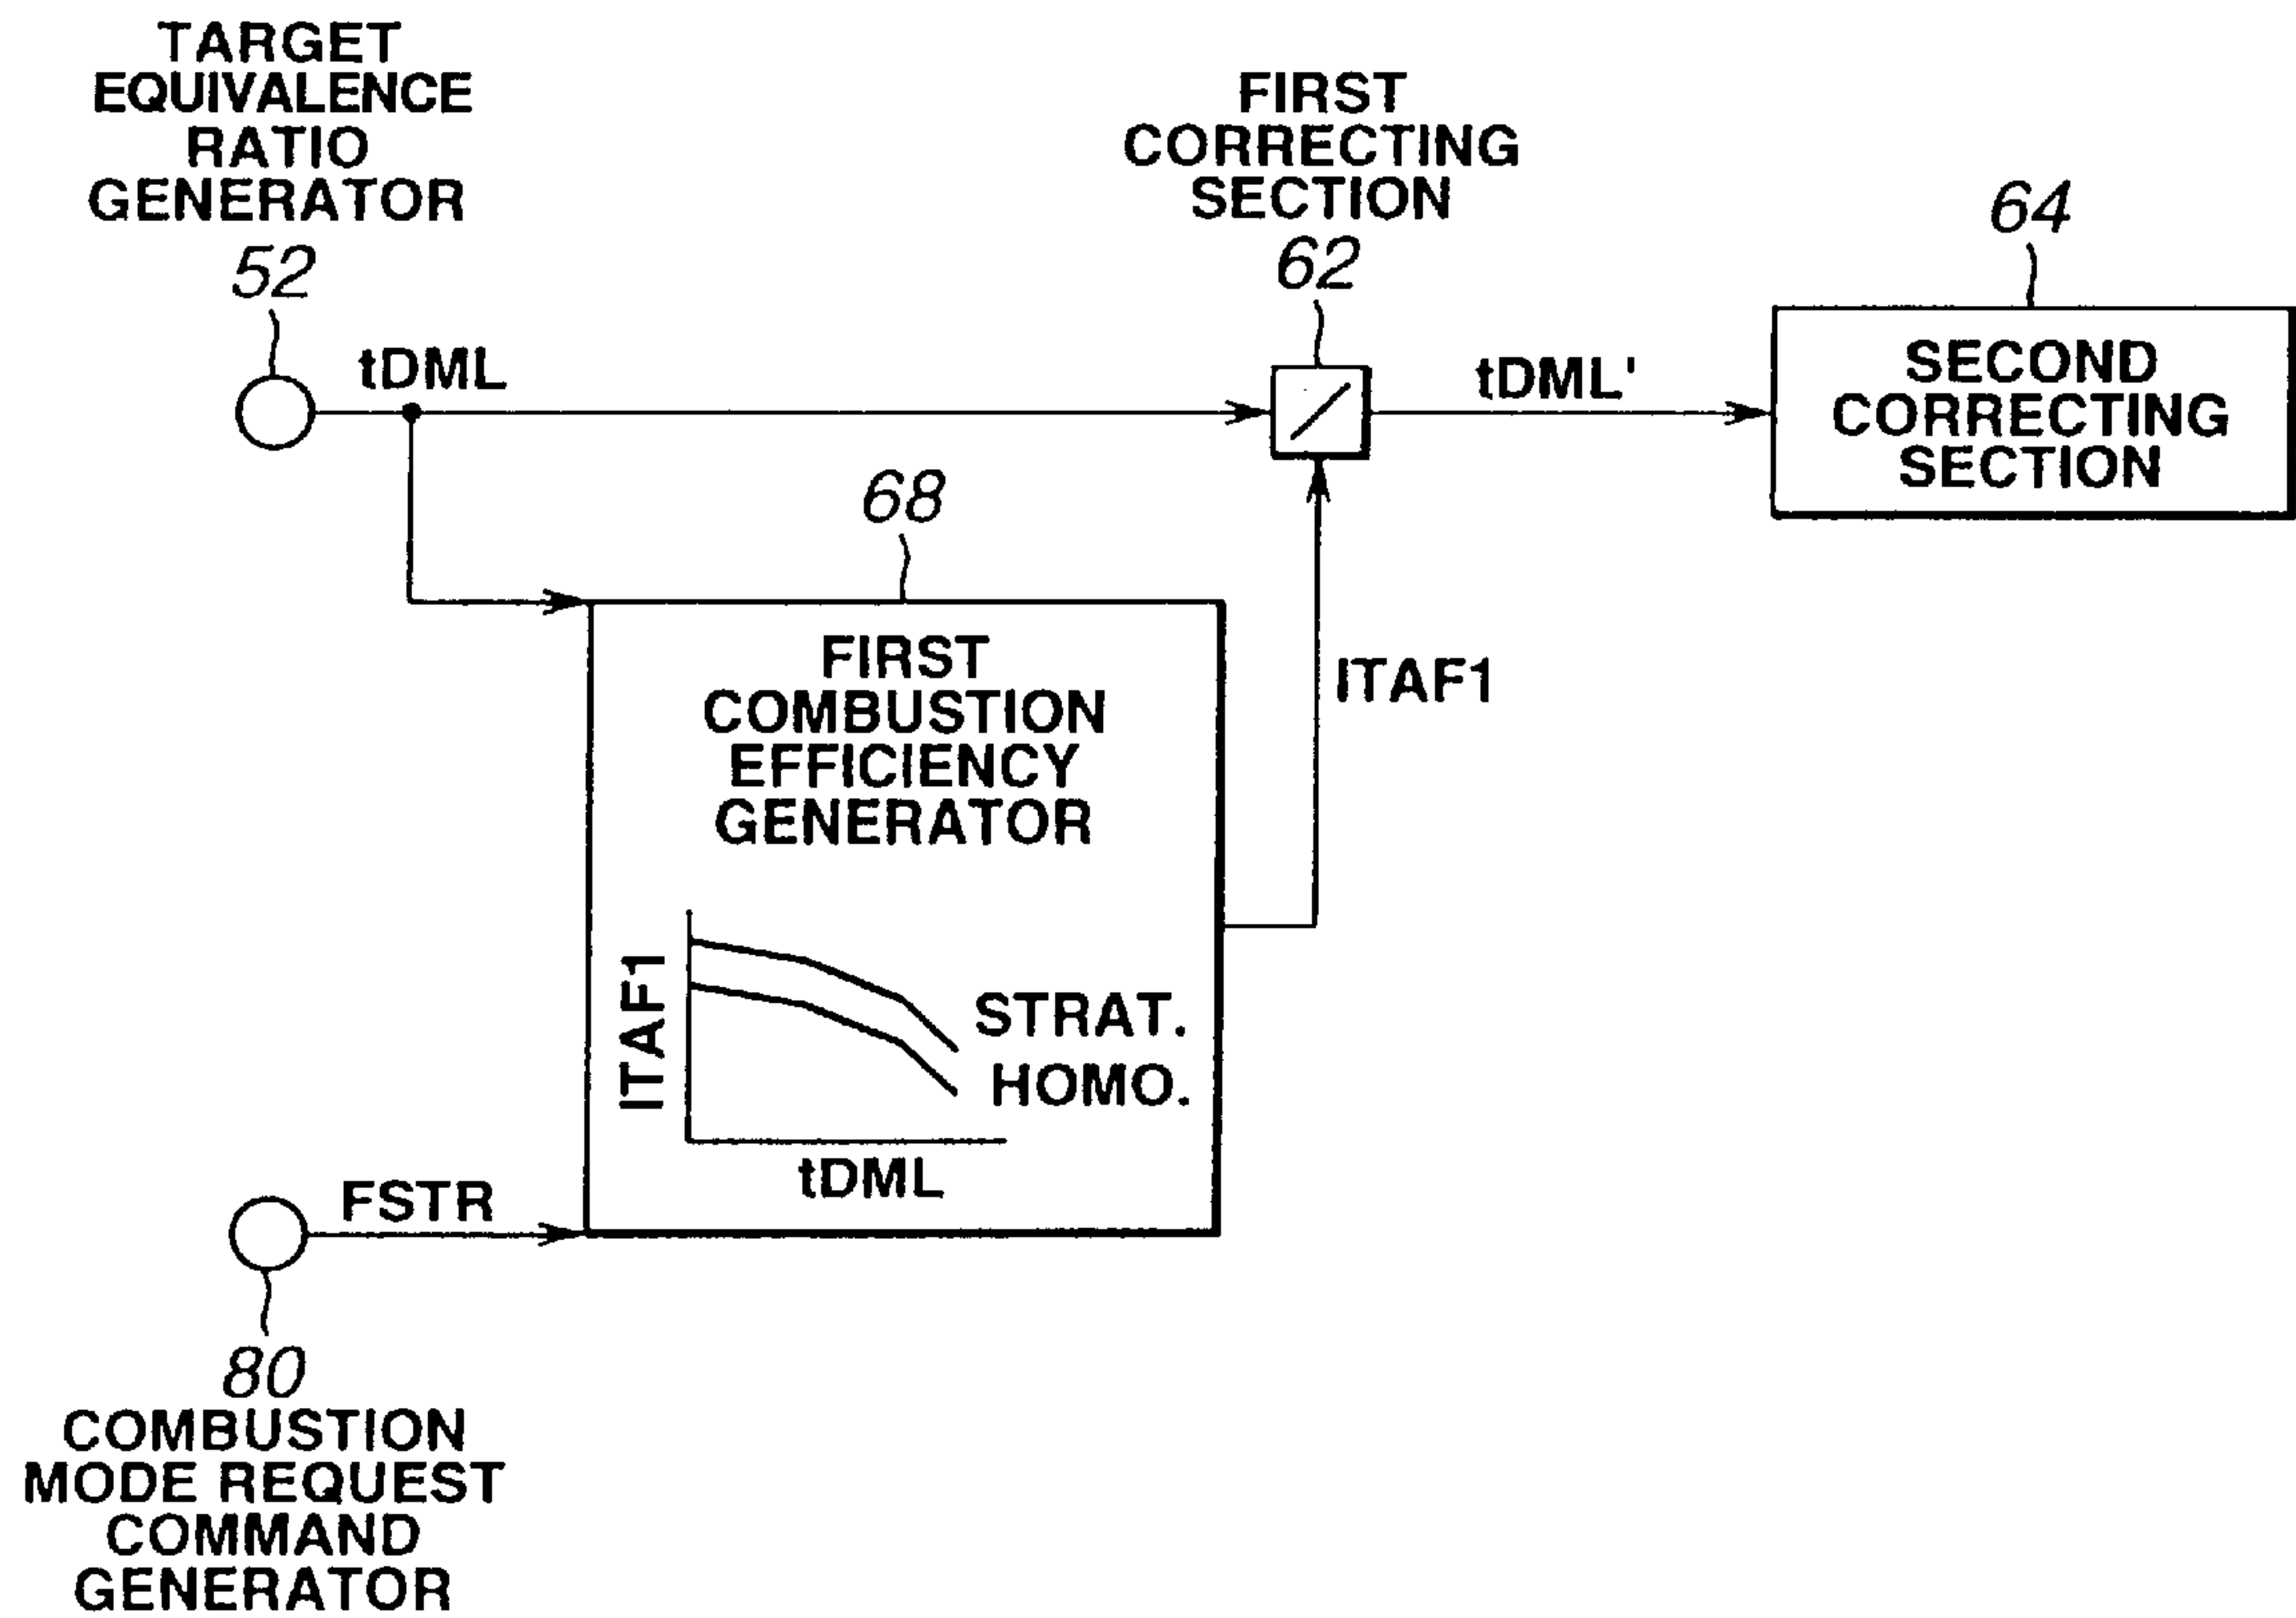 TARGET
EQUIVALENCE
RATIO
GENERATOR
52
tDML
FIRST
CORRECTING
SECTION
62
tDML'
64
SECOND
CORRECTING
SECTION
68
FIRST
COMBUSTION
EFFICIENCY
GENERATOR
ITAF1
STRAT.
HOMO.
tDML
ITAF1
FSTR
80
COMBUSTION
MODE REQUEST
COMMAND
GENERATOR